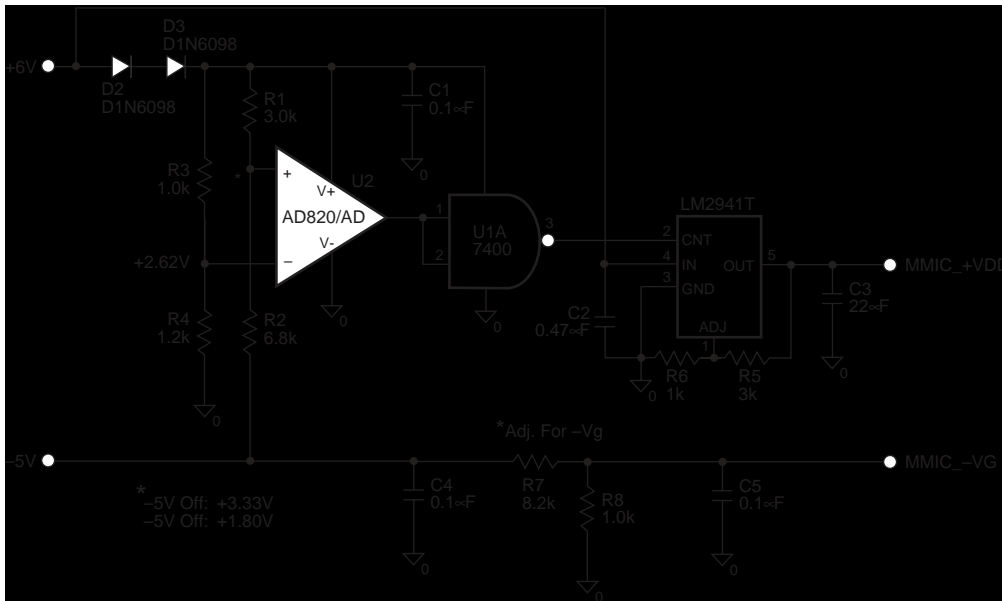 D3
D1N6098
+6V
D2
D1N6098
R1
3.0k
C1
0.1∝F
0
R3
1.0k
*
+
V+
U2
AD820/AD
V-
–
+2.62V
0
1
2
U1A
7400
3
0
LM2941T
2
CNT
4
IN
3
GND
OUT
5
ADJ
1
MMIC_+VDD
C3
22∝F
0
C2
0.47∝F
0
R6
1k
R5
3k
R4
1.2k
0
R2
6.8k
*Adj. For –Vg
–5V
MMIC_–VG
*
–5V Off: +3.33V
–5V Off: +1.80V
C4
0.1∝F
0
R7
8.2k
R8
1.0k
0
C5
0.1∝F
0